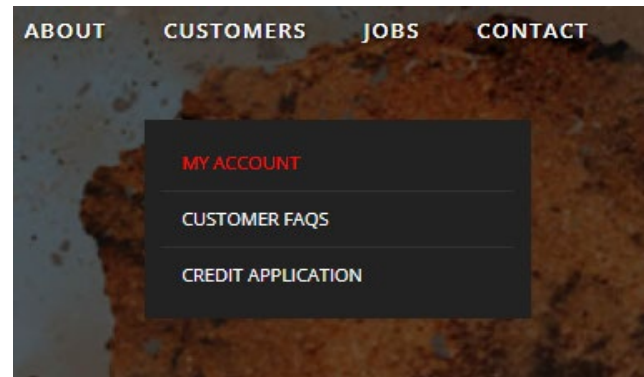 ABOUT CUSTOMERS JOBS CONTACT
MY ACCOUNT
CUSTOMER FAQS
CREDIT APPLICATION